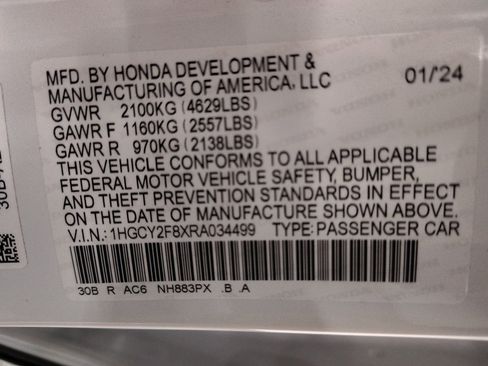 MFD. BY HONDA DEVELOPMENT &
MANUFACTURING OF AMERICA, LLC 01/24
GVWR 2100KG (4629LBS)
GAWR F 1160KG (2557LBS)
GAWR R 970KG (2138LBS)
THIS VEHICLE CONFORMS TO ALL APPLICABLE
FEDERAL MOTOR VEHICLE SAFETY, BUMPER,
AND THEFT PREVENTION STANDARDS IN EFFECT
ON THE DATE OF MANUFACTURE SHOWN ABOVE.
V.I.N.: 1HGCY2F8XRA034499 TYPE: PASSENGER CAR
30B R AC6 NH883PX .B .A